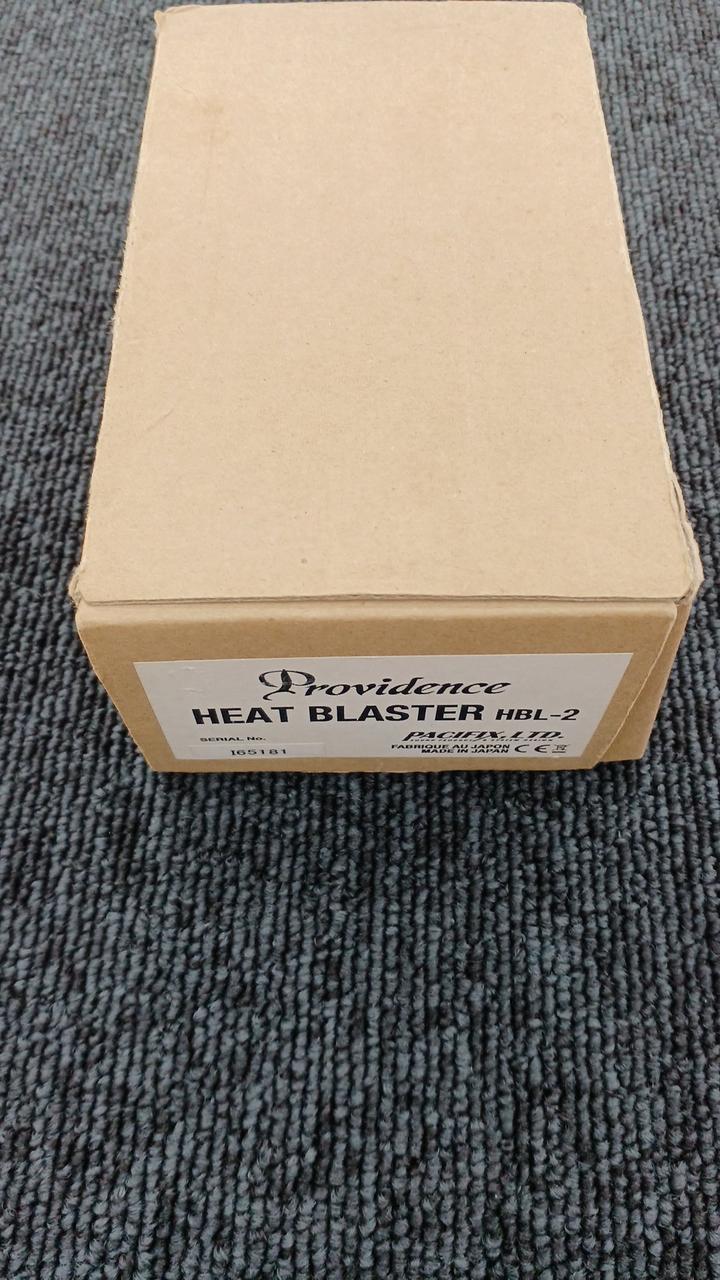 Providence
HEAT BLASTER HBL-2
SERIAL No.
I65181
PACIFIX, LTD.
FABRIQUE AU JAPON
MADE IN JAPAN CE